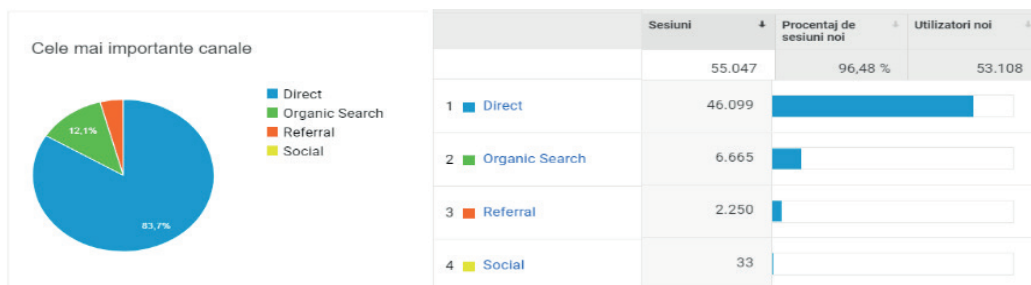 Cele mai importante canale
Direct
Organic Search
Referral
Social
12,1%
83,7%
Sesiuni
Procentaj de
sesiuni noi
Utilizatori noi
55.047
96,48 %
53.108
1 Direct 46.099
2 Organic Search 6.665
3 Referral 2.250
4 Social 33